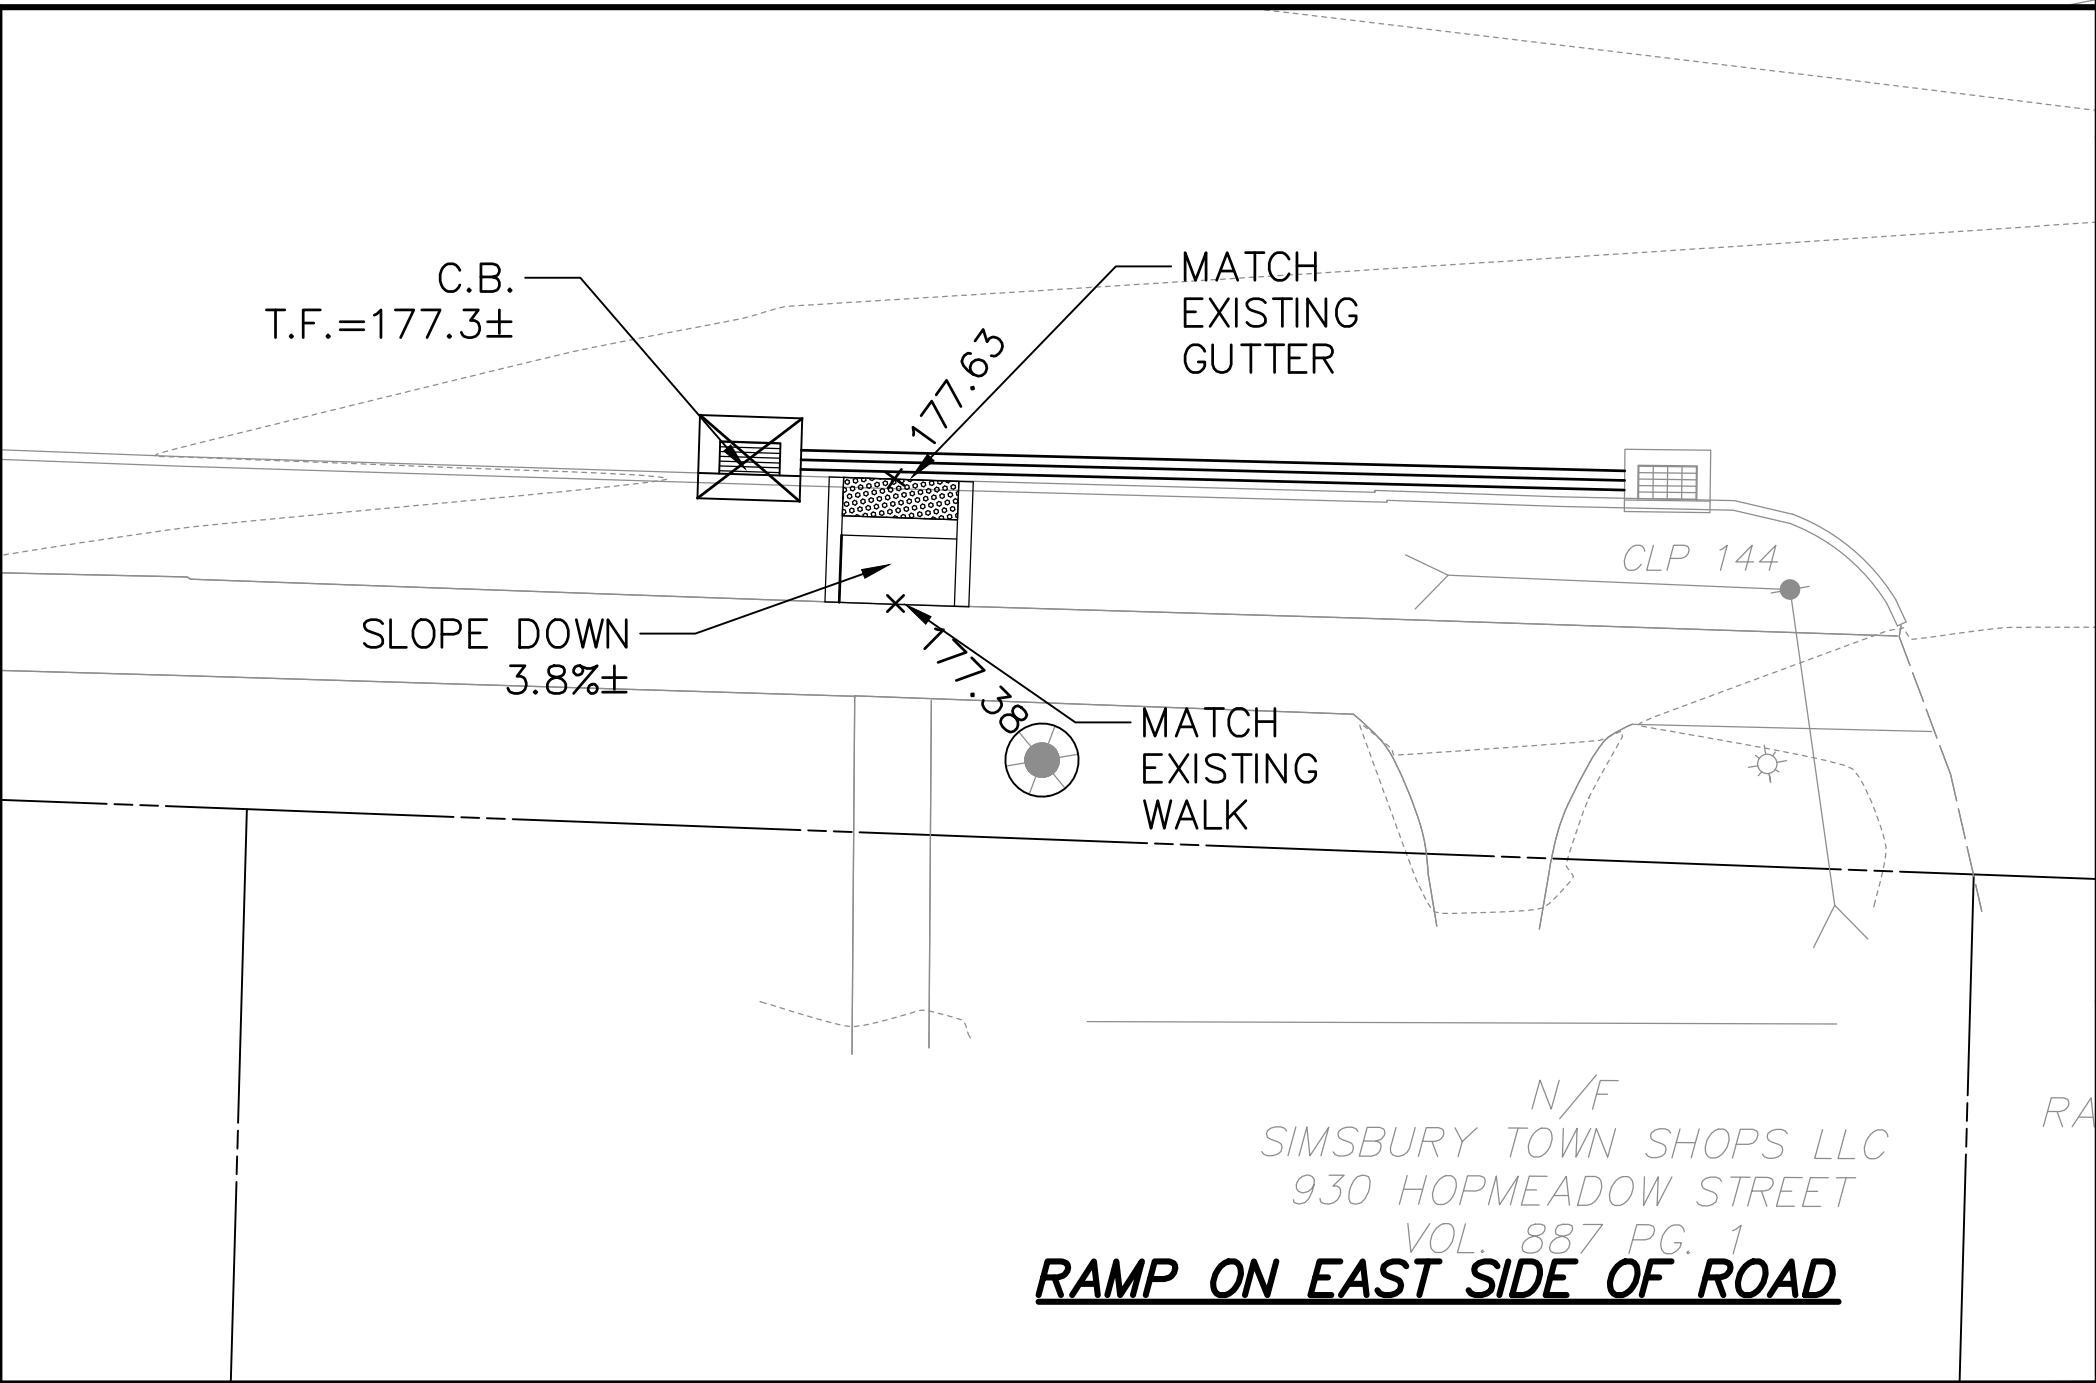 C.B.
T.F.=177.3±
MATCH
EXISTING
GUTTER
177.63
CLP 144
SLOPE DOWN
3.8%±
177.38
MATCH
EXISTING
WALK
N/F
SIMSBURY TOWN SHOPS LLC
930 HOPMEADOW STREET
VOL. 887 PG. 1
RA
RAMP ON EAST SIDE OF ROAD